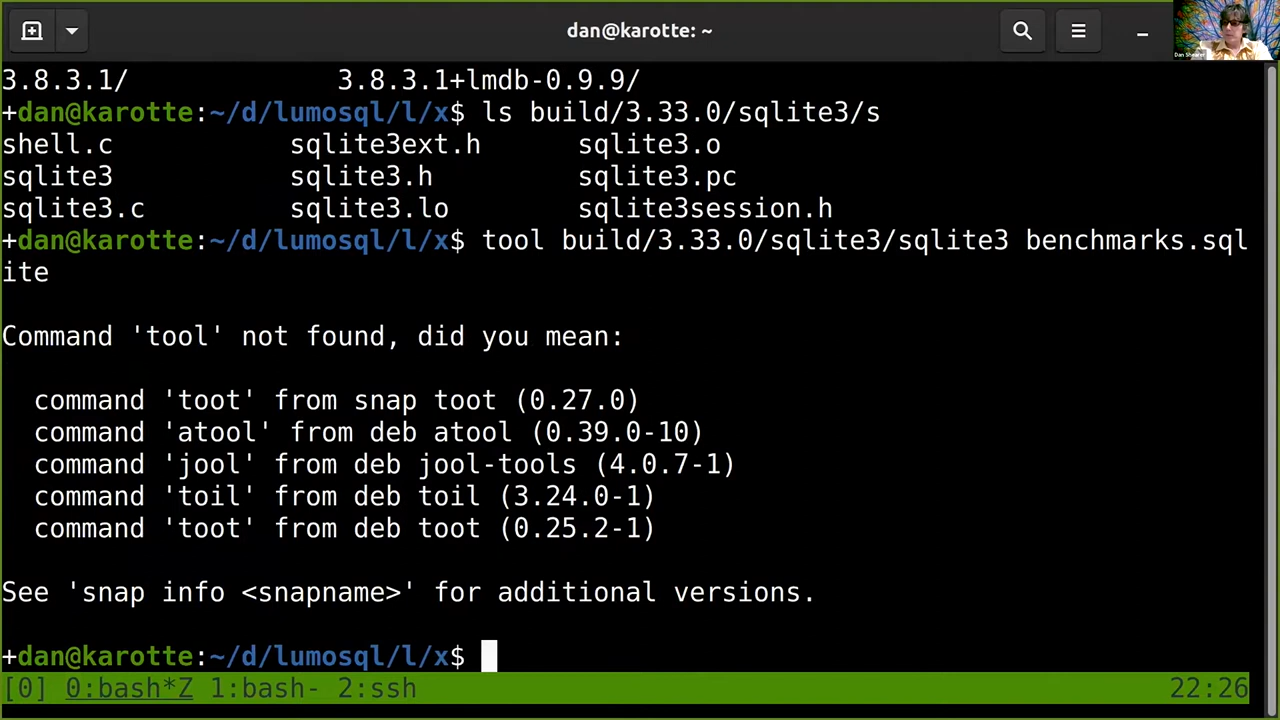 dan@karotte: ~
Dan Shearer
3.8.3.1/ 3.8.3.1+lmdb-0.9.9/
+dan@karotte:~/d/lumosql/l/x$ ls build/3.33.0/sqlite3/s
shell.c sqlite3ext.h sqlite3.o
sqlite3 sqlite3.h sqlite3.pc
sqlite3.c sqlite3.lo sqlite3session.h
+dan@karotte:~/d/lumosql/l/x$ tool build/3.33.0/sqlite3/sqlite3 benchmarks.sql
ite
Command 'tool' not found, did you mean:
command 'toot' from snap toot (0.27.0)
command 'atool' from deb atool (0.39.0-10)
command 'jool' from deb jool-tools (4.0.7-1)
command 'toil' from deb toil (3.24.0-1)
command 'toot' from deb toot (0.25.2-1)
See 'snap info <snapname>' for additional versions.
+dan@karotte:~/d/lumosql/l/x$
[0] 0:bash*Z 1:bash- 2:ssh 22:26